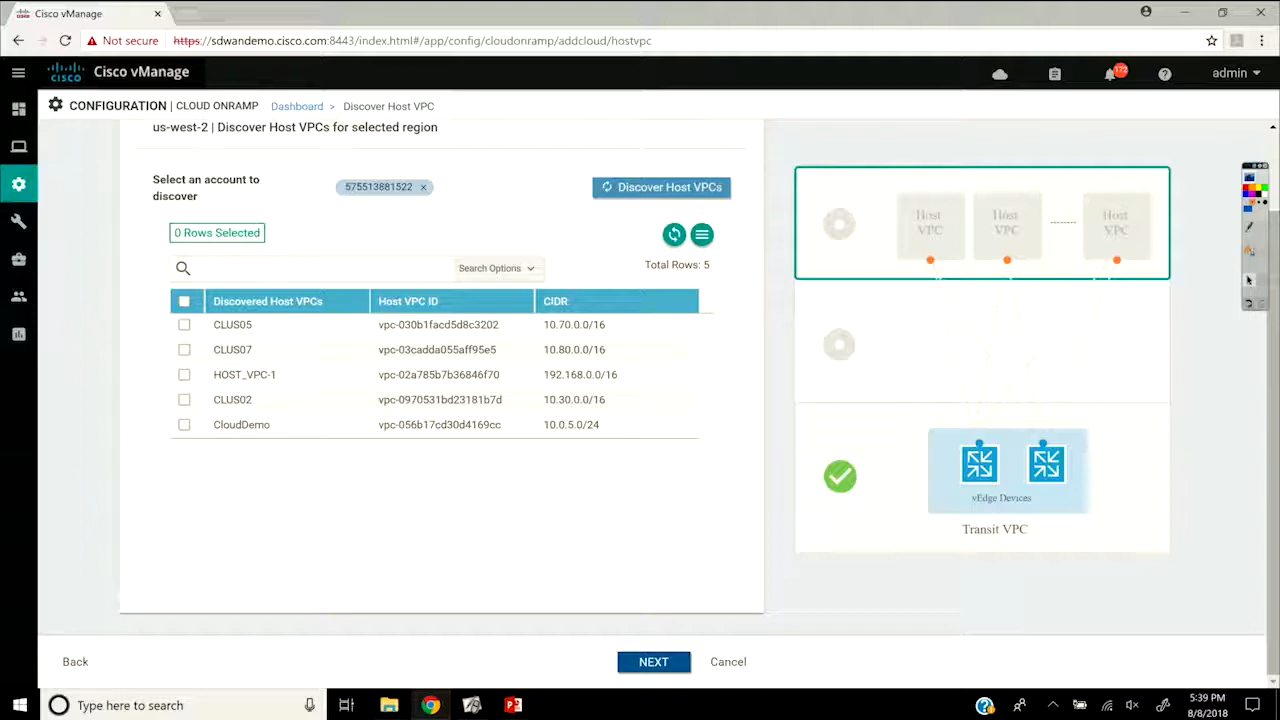 Cisco vManage
Not secure
https://sdwandemo.cisco.com:8443/index.html#/app/config/cloudonramp/addcloud/hostvpc
CISCO
Cisco vManage
172
admin
CONFIGURATION | CLOUD ONRAMP
Dashboard > Discover Host VPC
us-west-2 | Discover Host VPCs for selected region
Select an account to
discover
575513881522 ×
Discover Host VPCs
0 Rows Selected
Search Options
Total Rows: 5
Discovered Host VPCs Host VPC ID CIDR
CLUS05 vpc-030b1facd5d8c3202 10.70.0.0/16
CLUS07 vpc-03cadda055aff95e5 10.80.0.0/16
HOST_VPC-1 vpc-02a785b7b36846f70 192.168.0.0/16
CLUS02 vpc-0970531bd23181b7d 10.30.0.0/16
CloudDemo vpc-056b17cd30d4169cc 10.0.5.0/24
Host
VPC
Host
VPC
Host
VPC
vEdge Devices
Transit VPC
Back
NEXT
Cancel
Type here to search
5:39 PM
8/8/2018